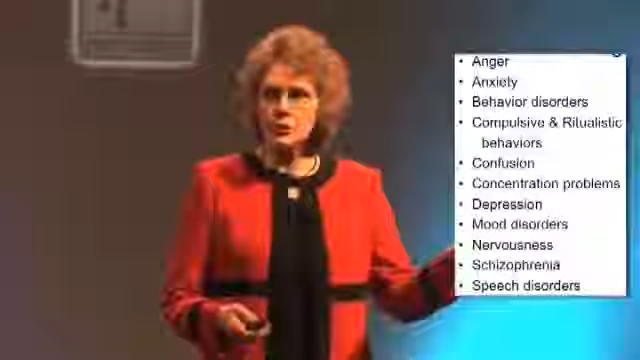 • Anger
• Anxiety
• Behavior disorders
• Compulsive & Ritualistic
behaviors
• Confusion
• Concentration problems
• Depression
• Mood disorders
• Nervousness
• Schizophrenia
• Speech disorders